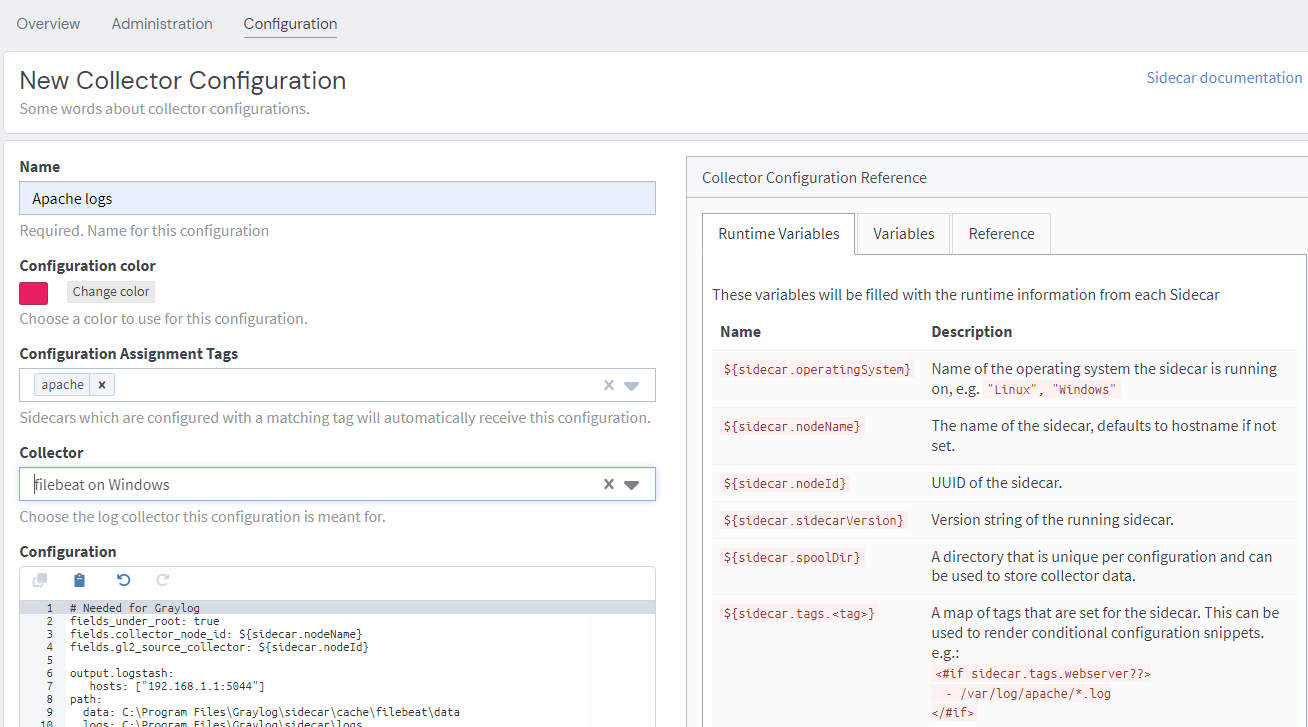 Overview Administration Configuration
New Collector Configuration
Sidecar documentation
Some words about collector configurations.
Name
Apache logs
Required. Name for this configuration
Configuration color
Change color
Choose a color to use for this configuration.
Configuration Assignment Tags
apache ×
Sidecars which are configured with a matching tag will automatically receive this configuration.
Collector
filebeat on Windows
Choose the log collector this configuration is meant for.
Configuration
1 # Needed for Graylog
2 fields_under_root: true
3 fields.collector_node_id: ${sidecar.nodeName}
4 fields.gl2_source_collector: ${sidecar.nodeId}
5
6 output.logstash:
7 hosts: ["192.168.1.1:5044"]
8 path:
9 data: C:\Program Files\Graylog\sidecar\cache\filebeat\data
10 logs: C:\Program Files\Graylog\sidecar\logs
Collector Configuration Reference
Runtime Variables Variables Reference
These variables will be filled with the runtime information from each Sidecar
Name Description
${sidecar.operatingSystem} Name of the operating system the sidecar is running
on, e.g. "Linux", "Windows"
${sidecar.nodeName} The name of the sidecar, defaults to hostname if not
set.
${sidecar.nodeId} UUID of the sidecar.
${sidecar.sidecarVersion} Version string of the running sidecar.
${sidecar.spoolDir} A directory that is unique per configuration and can
be used to store collector data.
${sidecar.tags.<tag>} A map of tags that are set for the sidecar. This can be
used to render conditional configuration snippets.
e.g.:
<#if sidecar.tags.webserver??>
- /var/log/apache/*.log
</#if>